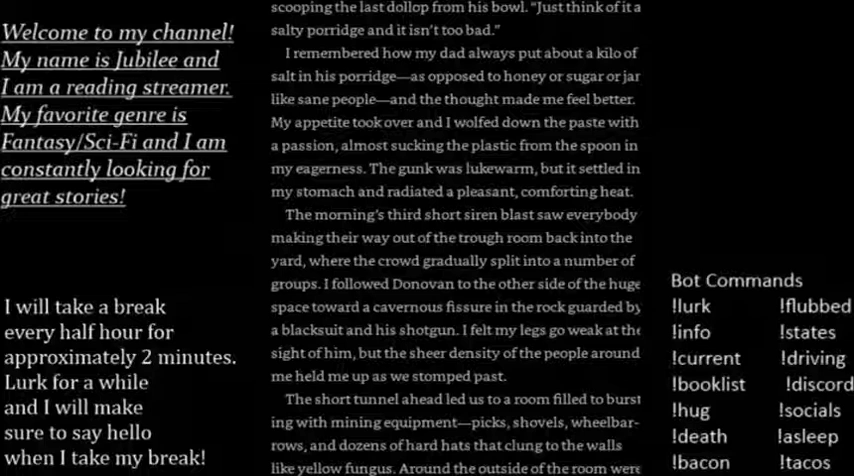 Welcome to my channel!
My name is Jubilee and
I am a reading streamer.
My favorite genre is
Fantasy/Sci-Fi and I am
constantly looking for
great stories!
I will take a break
every half hour for
approximately 2 minutes.
Lurk for a while
and I will make
sure to say hello
when I take my break!
scooping the last dollop from his bowl. "Just think of it a
salty porridge and it isn't too bad."
I remembered how my dad always put about a kilo of
salt in his porridge—as opposed to honey or sugar or jar
like sane people—and the thought made me feel better.
My appetite took over and I wolfed down the paste with
a passion, almost sucking the plastic from the spoon in
my eagerness. The gunk was lukewarm, but it settled in
my stomach and radiated a pleasant, comforting heat.
The morning's third short siren blast saw everybody
making their way out of the trough room back into the
yard, where the crowd gradually split into a number of
groups. I followed Donovan to the other side of the huge
space toward a cavernous fissure in the rock guarded by
a blacksuit and his shotgun. I felt my legs go weak at the
sight of him, but the sheer density of the people around
me held me up as we stomped past.
The short tunnel ahead led us to a room filled to burst
ing with mining equipment—picks, shovels, wheelbar-
rows, and dozens of hard hats that clung to the walls
like yellow fungus. Around the outside of the room were
Bot Commands
!lurk !flubbed
!info !states
!current !driving
!booklist !discord
!hug !socials
!death !asleep
!bacon !tacos